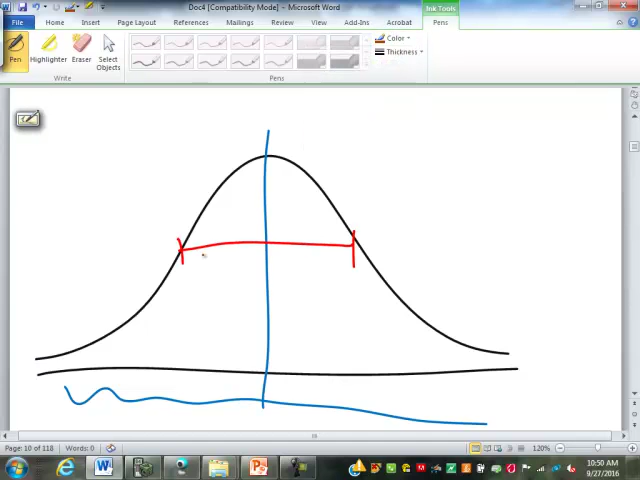 Doc4 [Compatibility Mode] - Microsoft Word
Ink Tools
File Home Insert Page Layout References Mailings Review View Add-Ins Acrobat Pens
Pen Highlighter Eraser Select Objects
Color
Thickness
Write Pens
Page: 10 of 118 Words: 0 120%
10:50 AM
9/27/2016